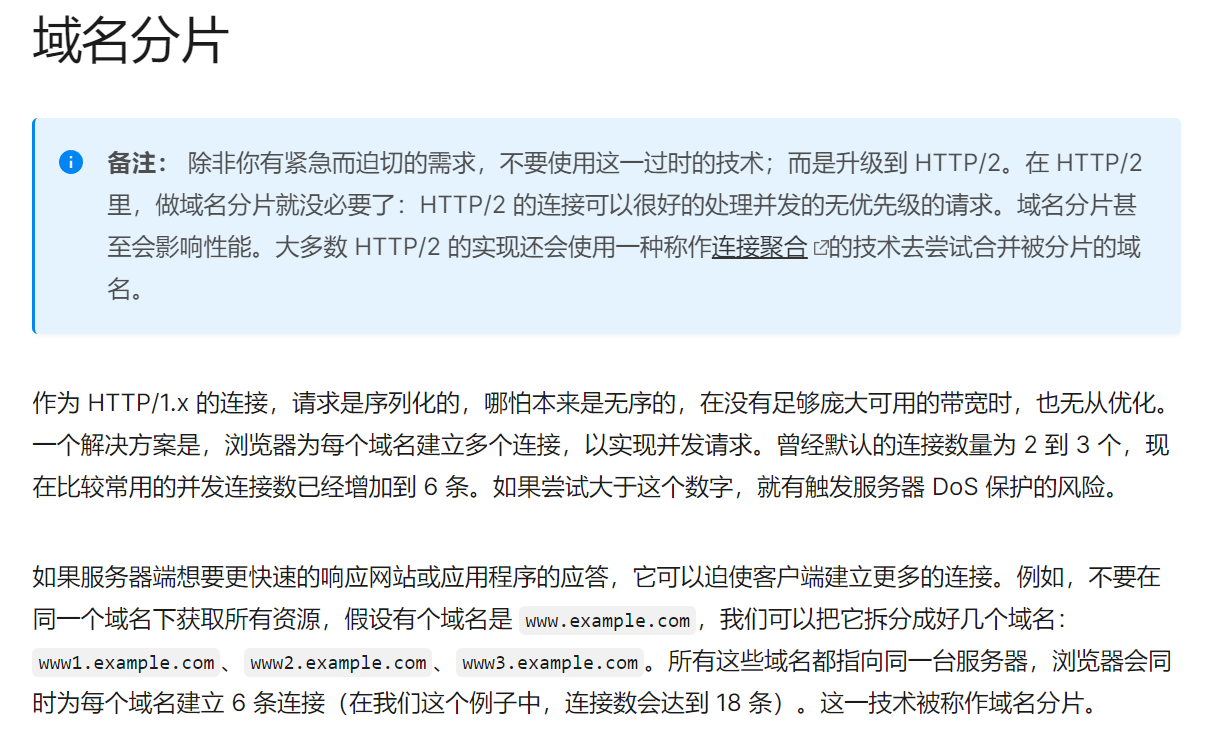 域名分片
备注： 除非你有紧急而迫切的需求，不要使用这一过时的技术；而是升级到 HTTP/2。在 HTTP/2
里，做域名分片就没必要了：HTTP/2 的连接可以很好的处理并发的无优先级的请求。域名分片甚
至会影响性能。大多数 HTTP/2 的实现还会使用一种称作连接聚合的技术去尝试合并被分片的域
名。
作为 HTTP/1.x 的连接，请求是序列化的，哪怕本来是无序的，在没有足够庞大可用的带宽时，也无从优化。
一个解决方案是，浏览器为每个域名建立多个连接，以实现并发请求。曾经默认的连接数量为 2 到 3 个，现
在比较常用的并发连接数已经增加到 6 条。如果尝试大于这个数字，就有触发服务器 DoS 保护的风险。
如果服务器端想要更快速的响应网站或应用程序的应答，它可以迫使客户端建立更多的连接。例如，不要在
同一个域名下获取所有资源，假设有个域名是 www.example.com，我们可以把它拆分成好几个域名：
www1.example.com、www2.example.com、www3.example.com。所有这些域名都指向同一台服务器，浏览器会同
时为每个域名建立 6 条连接（在我们这个例子中，连接数会达到 18 条）。这一技术被称作域名分片。